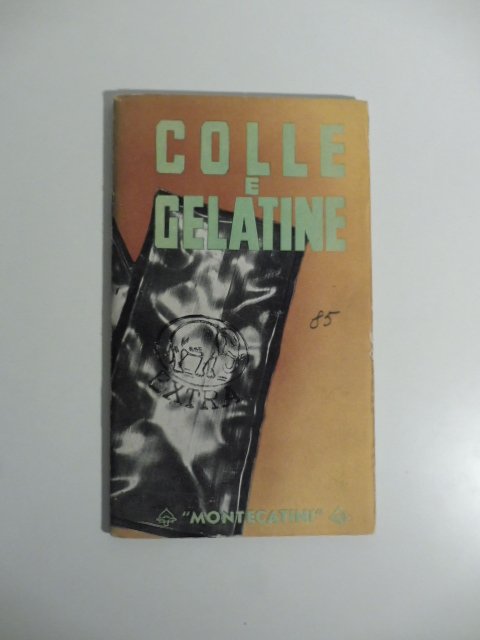 COLLE
E
GELATINE
85
EXTRA
"MONTECATINI"